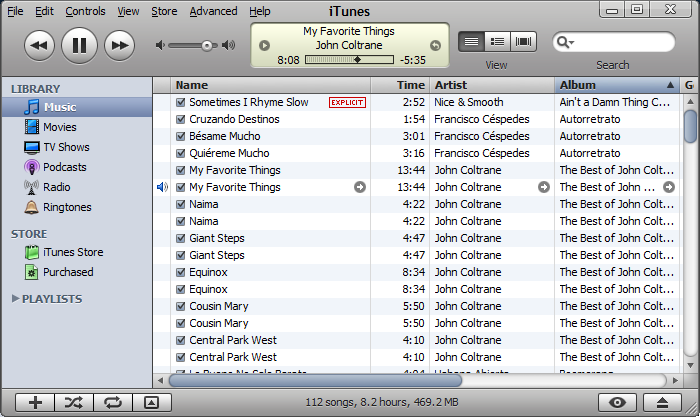 File Edit Controls View Store Advanced Help iTunes
My Favorite Things
John Coltrane
8:08 -5:35
View Search
LIBRARY
Music
Movies
TV Shows
Podcasts
Radio
Ringtones
STORE
iTunes Store
Purchased
PLAYLISTS
Name Time Artist Album G
Sometimes I Rhyme Slow EXPLICIT 2:52 Nice & Smooth Ain't a Damn Thing C...
Cruzando Destinos 1:54 Francisco Céspedes Autorretrato
Bésame Mucho 3:01 Francisco Céspedes Autorretrato
Quiéreme Mucho 3:16 Francisco Céspedes Autorretrato
My Favorite Things 13:44 John Coltrane The Best of John Colt...
My Favorite Things 13:44 John Coltrane The Best of John ...
Naima 4:22 John Coltrane The Best of John Colt...
Naima 4:22 John Coltrane The Best of John Colt...
Giant Steps 4:47 John Coltrane The Best of John Colt...
Giant Steps 4:47 John Coltrane The Best of John Colt...
Equinox 8:34 John Coltrane The Best of John Colt...
Equinox 8:34 John Coltrane The Best of John Colt...
Cousin Mary 5:50 John Coltrane The Best of John Colt...
Cousin Mary 5:50 John Coltrane The Best of John Colt...
Central Park West 4:10 John Coltrane The Best of John Colt...
Central Park West 4:10 John Coltrane The Best of John Colt...
112 songs, 8.2 hours, 469.2 MB